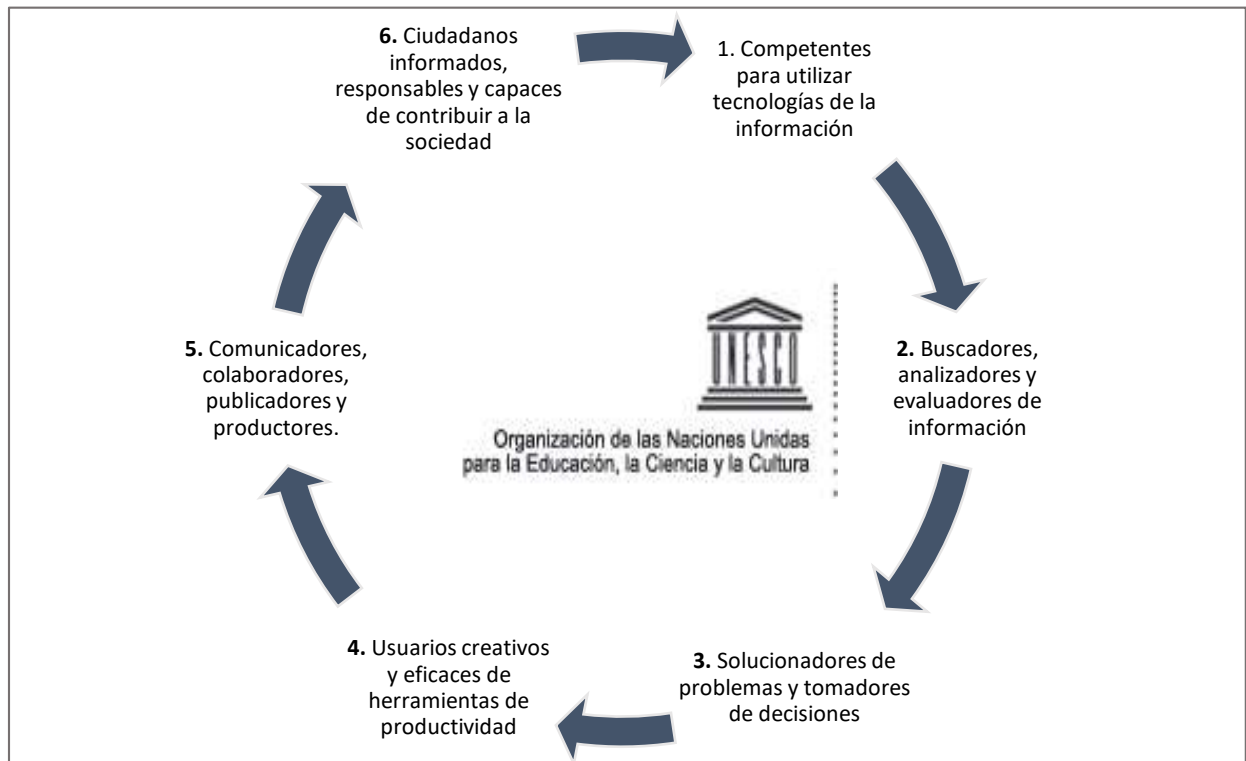 6. Ciudadanos
informados,
responsables y capaces
de contribuir a la
sociedad
1. Competentes
para utilizar
tecnologías de la
información
2. Buscadores,
analizadores y
evaluadores de
información
3. Solucionadores de
problemas y tomadores
de decisiones
4. Usuarios creativos
y eficaces de
herramientas de
productividad
5. Comunicadores,
colaboradores,
publicadores y
productores.
UNESCO
Organización de las Naciones Unidas
para la Educación, la Ciencia y la Cultura